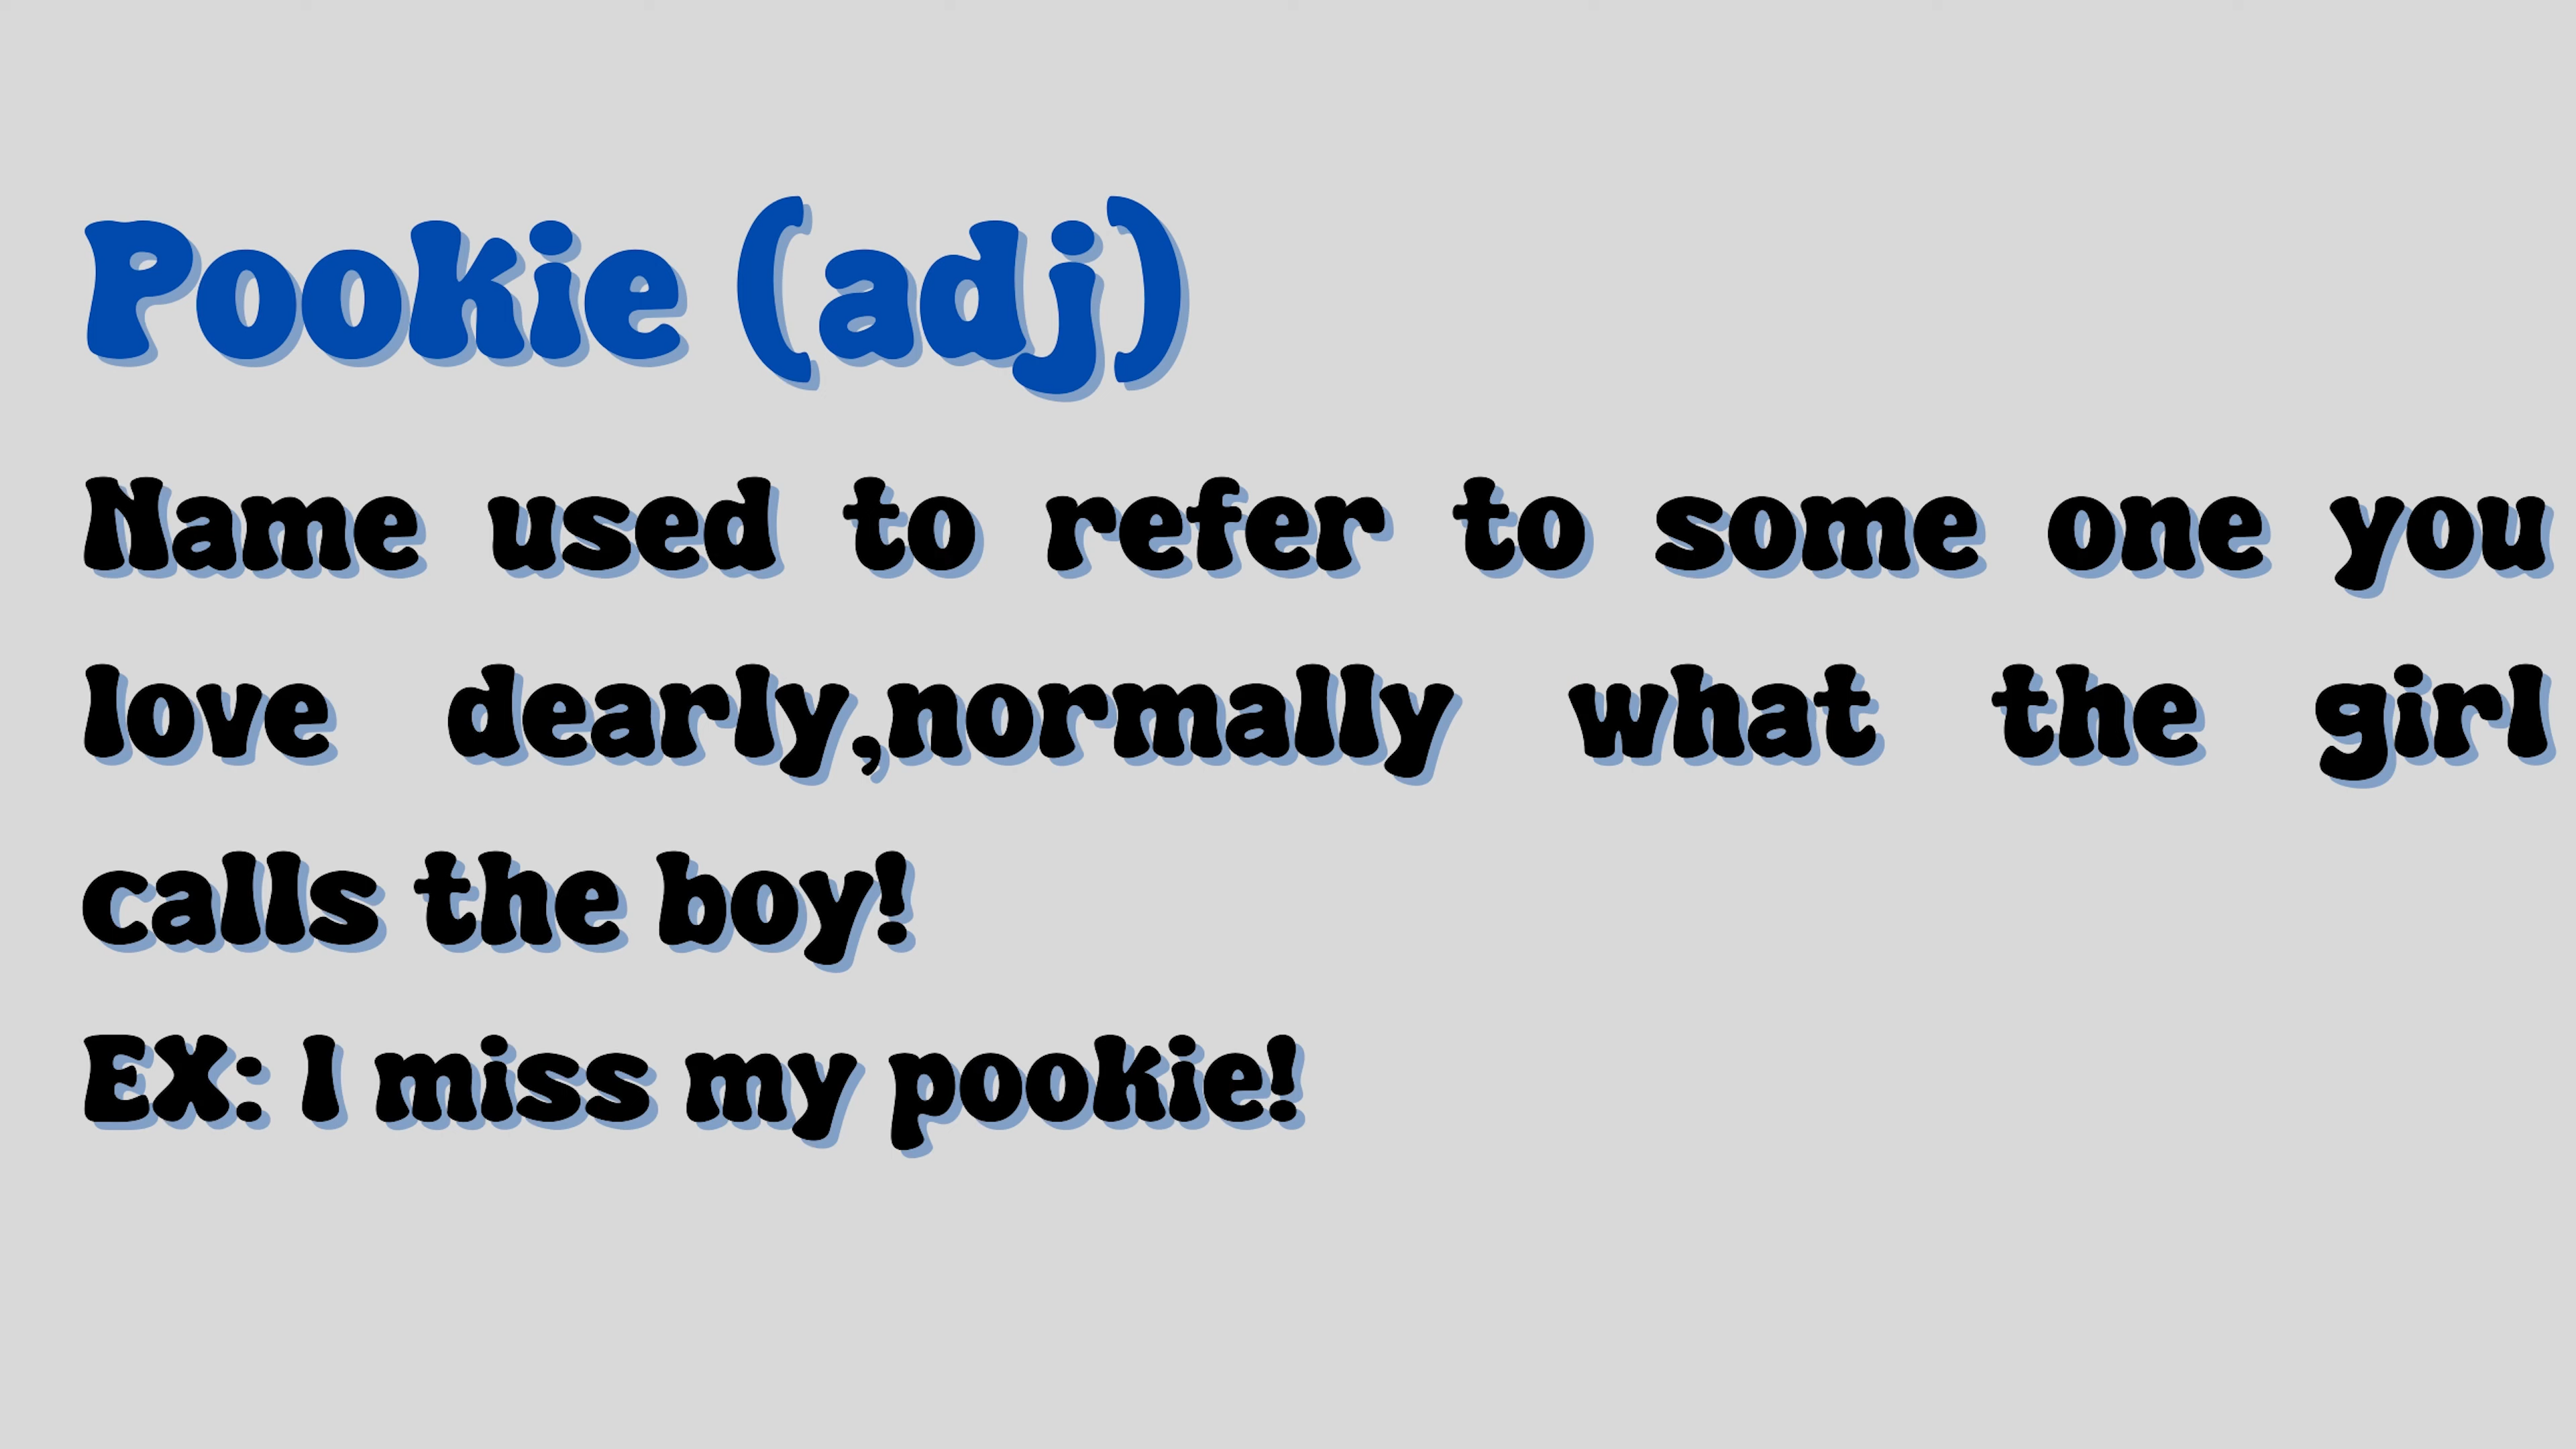 Pookie (adj)
Name used to refer to some one you
love dearly,normally what the girl
calls the boy!
EX: I miss my pookie!